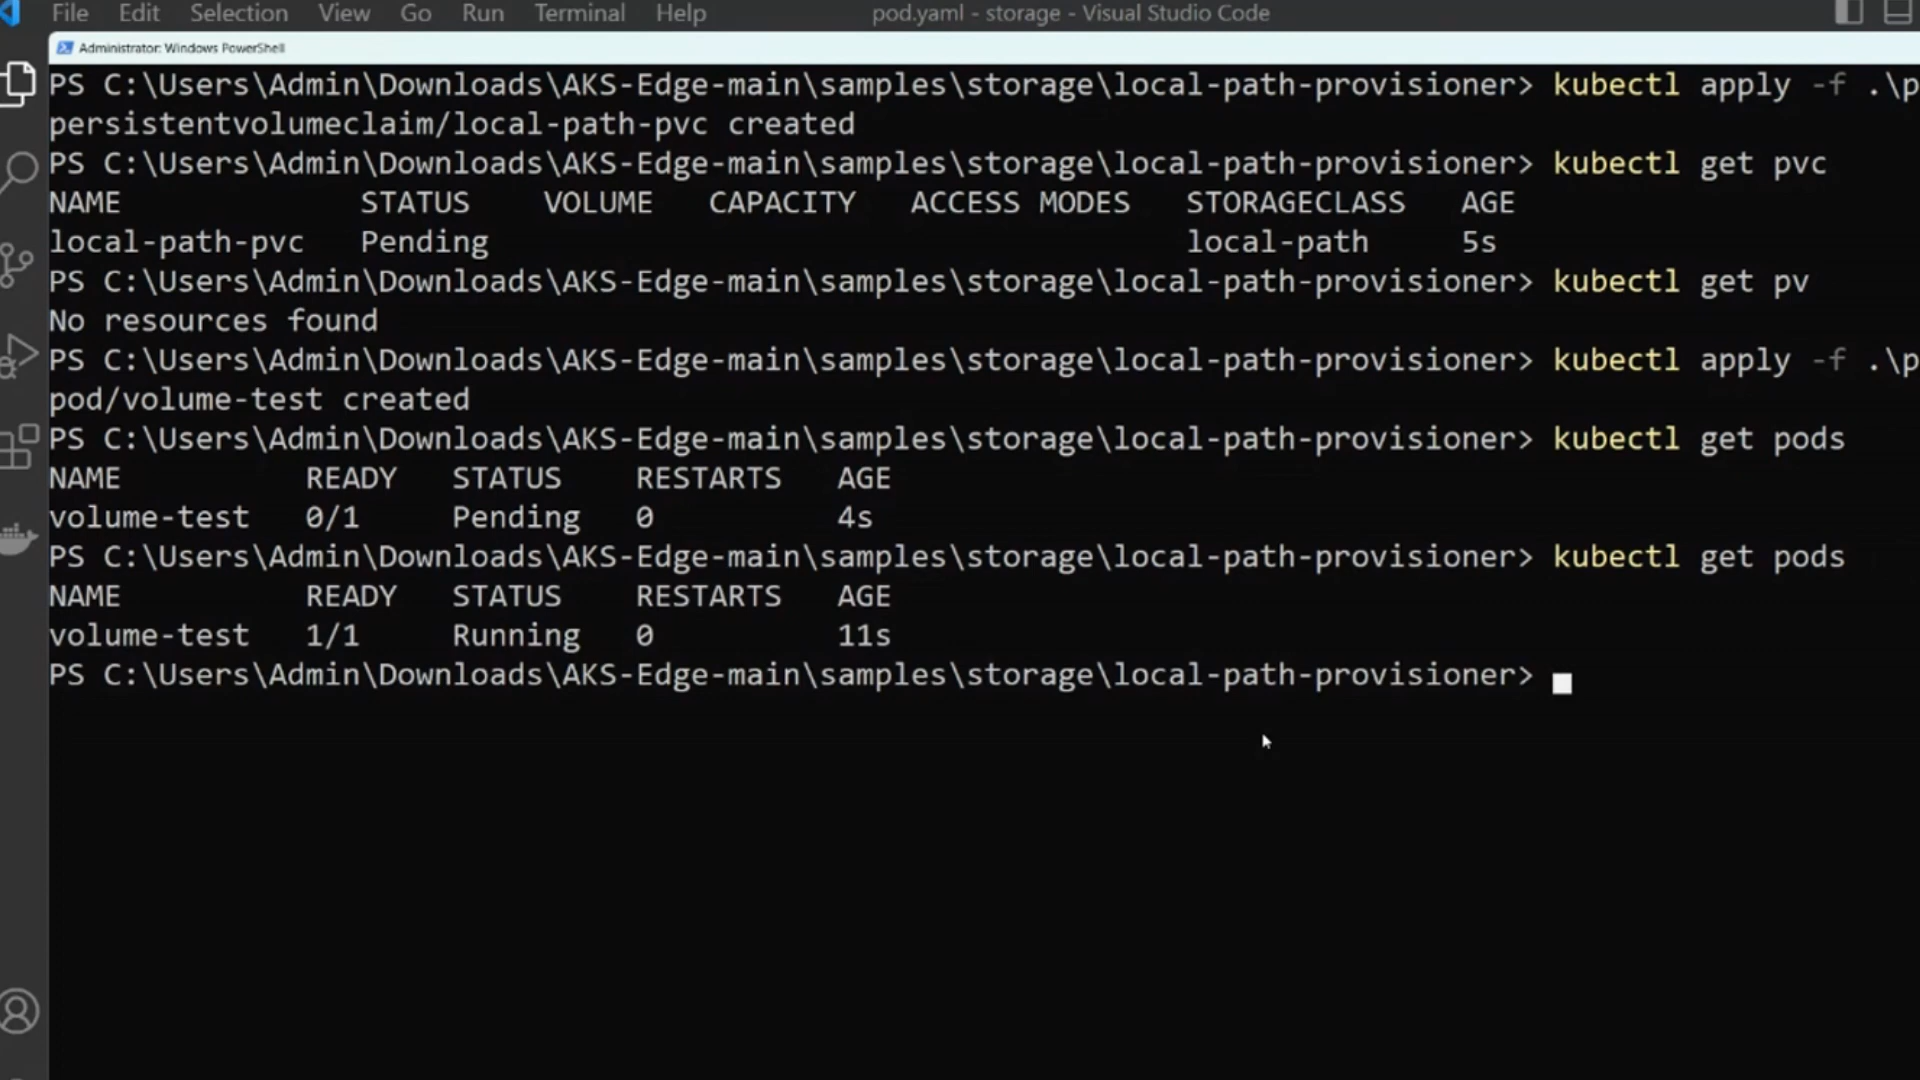 File Edit Selection View Go Run Terminal Help pod.yaml - storage - Visual Studio Code
Administrator: Windows PowerShell
PS C:\Users\Admin\Downloads\AKS-Edge-main\samples\storage\local-path-provisioner> kubectl apply -f .\p
persistentvolumeclaim/local-path-pvc created
PS C:\Users\Admin\Downloads\AKS-Edge-main\samples\storage\local-path-provisioner> kubectl get pvc
NAME STATUS VOLUME CAPACITY ACCESS MODES STORAGECLASS AGE
local-path-pvc Pending local-path 5s
PS C:\Users\Admin\Downloads\AKS-Edge-main\samples\storage\local-path-provisioner> kubectl get pv
No resources found
PS C:\Users\Admin\Downloads\AKS-Edge-main\samples\storage\local-path-provisioner> kubectl apply -f .\p
pod/volume-test created
PS C:\Users\Admin\Downloads\AKS-Edge-main\samples\storage\local-path-provisioner> kubectl get pods
NAME READY STATUS RESTARTS AGE
volume-test 0/1 Pending 0 4s
PS C:\Users\Admin\Downloads\AKS-Edge-main\samples\storage\local-path-provisioner> kubectl get pods
NAME READY STATUS RESTARTS AGE
volume-test 1/1 Running 0 11s
PS C:\Users\Admin\Downloads\AKS-Edge-main\samples\storage\local-path-provisioner>